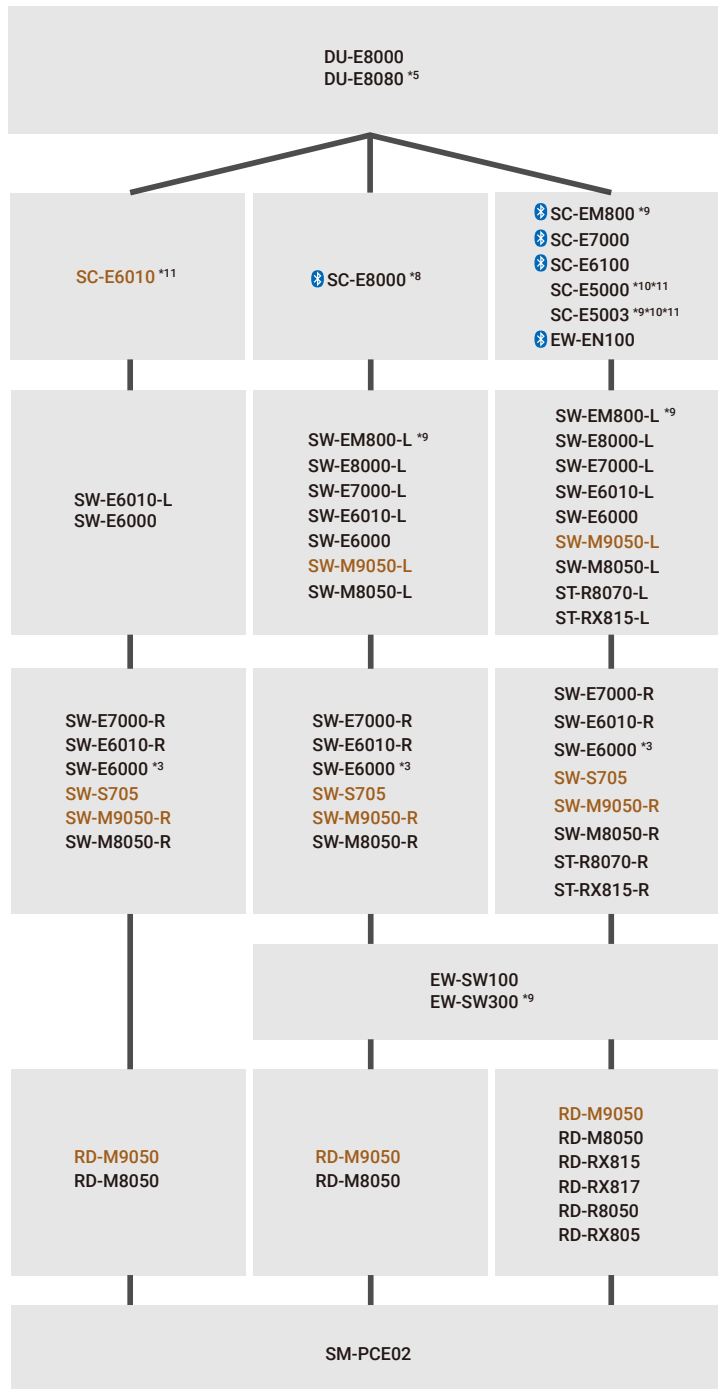 DU-E8000
DU-E8080 *5
SC-E6010 *11
SC-E8000 *8
SC-EM800 *9
SC-E7000
SC-E6100
SC-E5000 *10*11
SC-E5003 *9*10*11
EW-EN100
SW-E6010-L
SW-E6000
SW-EM800-L *9
SW-E8000-L
SW-E7000-L
SW-E6010-L
SW-E6000
SW-M9050-L
SW-M8050-L
SW-EM800-L *9
SW-E8000-L
SW-E7000-L
SW-E6010-L
SW-E6000
SW-M9050-L
SW-M8050-L
ST-R8070-L
ST-RX815-L
SW-E7000-R
SW-E6010-R
SW-E6000 *3
SW-S705
SW-M9050-R
SW-M8050-R
SW-E7000-R
SW-E6010-R
SW-E6000 *3
SW-S705
SW-M9050-R
SW-M8050-R
SW-E7000-R
SW-E6010-R
SW-E6000 *3
SW-S705
SW-M9050-R
SW-M8050-R
ST-R8070-R
ST-RX815-R
EW-SW100
EW-SW300 *9
RD-M9050
RD-M8050
RD-M9050
RD-M8050
RD-M9050
RD-M8050
RD-RX815
RD-RX817
RD-R8050
RD-RX805
SM-PCE02